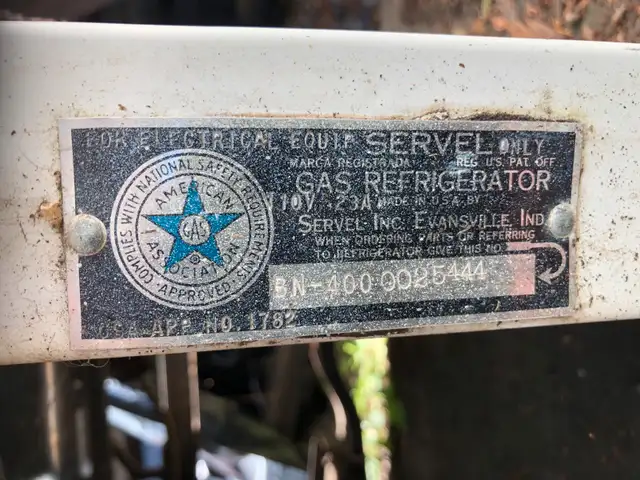 FOR ELECTRICAL EQUIP SERVEL ONLY
MARCA REGISTRADA REG. U.S. PAT. OFF
GAS REFRIGERATOR
110V .23A MADE IN U.S.A. BY
SERVEL INC. EVANSVILLE, IND.
WHEN ORDERING PARTS OR REFERRING
TO REFRIGERATOR GIVE THIS NO.
BN-400 0025444
APP. NO. 1782
COMPLIES WITH NATIONAL SAFETY REQUIREMENTS
APPROVED
AMERICAN
GAS
ASSOCIATION